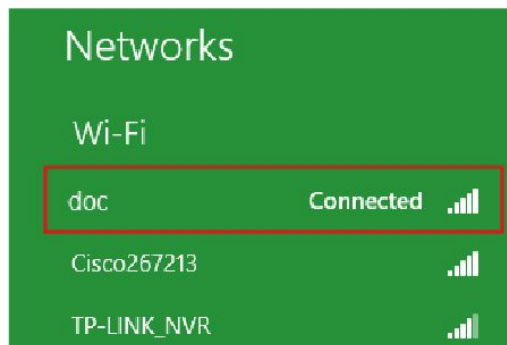 Networks
Wi-Fi
doc Connected
Cisco267213
TP-LINK_NVR